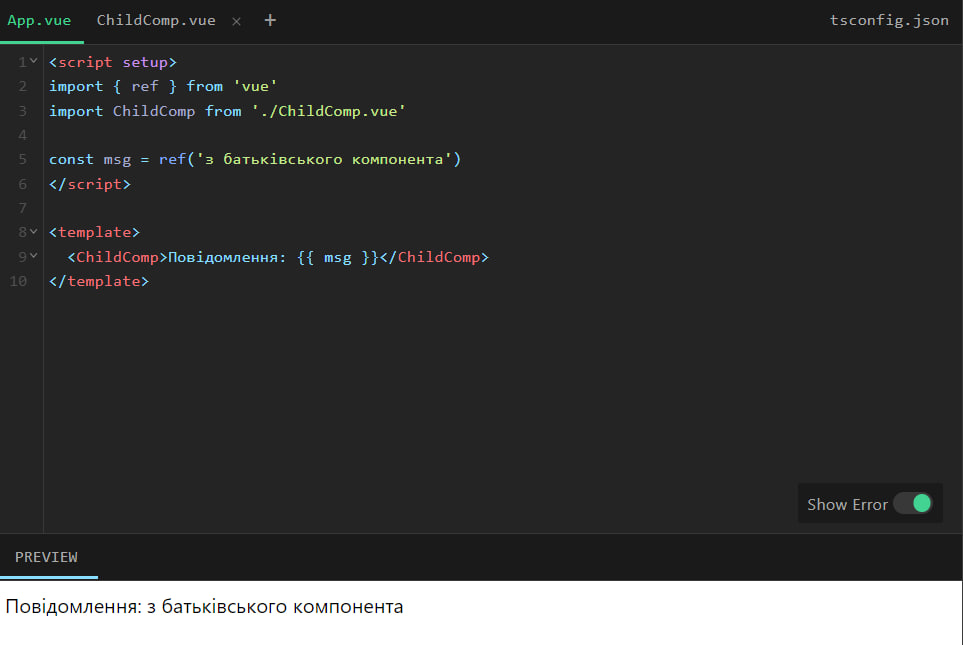 App.vue ChildComp.vue × + tsconfig.json
1 <script setup>
2 import { ref } from 'vue'
3 import ChildComp from './ChildComp.vue'
4
5 const msg = ref('з батьківського компонента')
6 </script>
7
8 <template>
9   <ChildComp>Повідомлення: {{ msg }}</ChildComp>
10 </template>
Show Error
PREVIEW
Повідомлення: з батьківського компонента